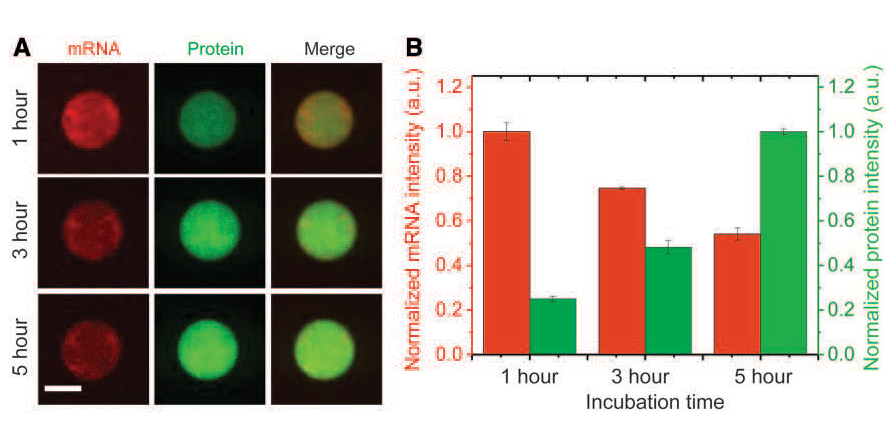 A
mRNA
Protein
Merge
1 hour
3 hour
5 hour
B
Normalized mRNA intensity (a.u.)
1.2
1.0
0.8
0.6
0.4
0.2
0.0
1.2
1.0
0.8
0.6
0.4
0.2
0.0
Normalized protein intensity (a.u.)
1 hour
3 hour
5 hour
Incubation time